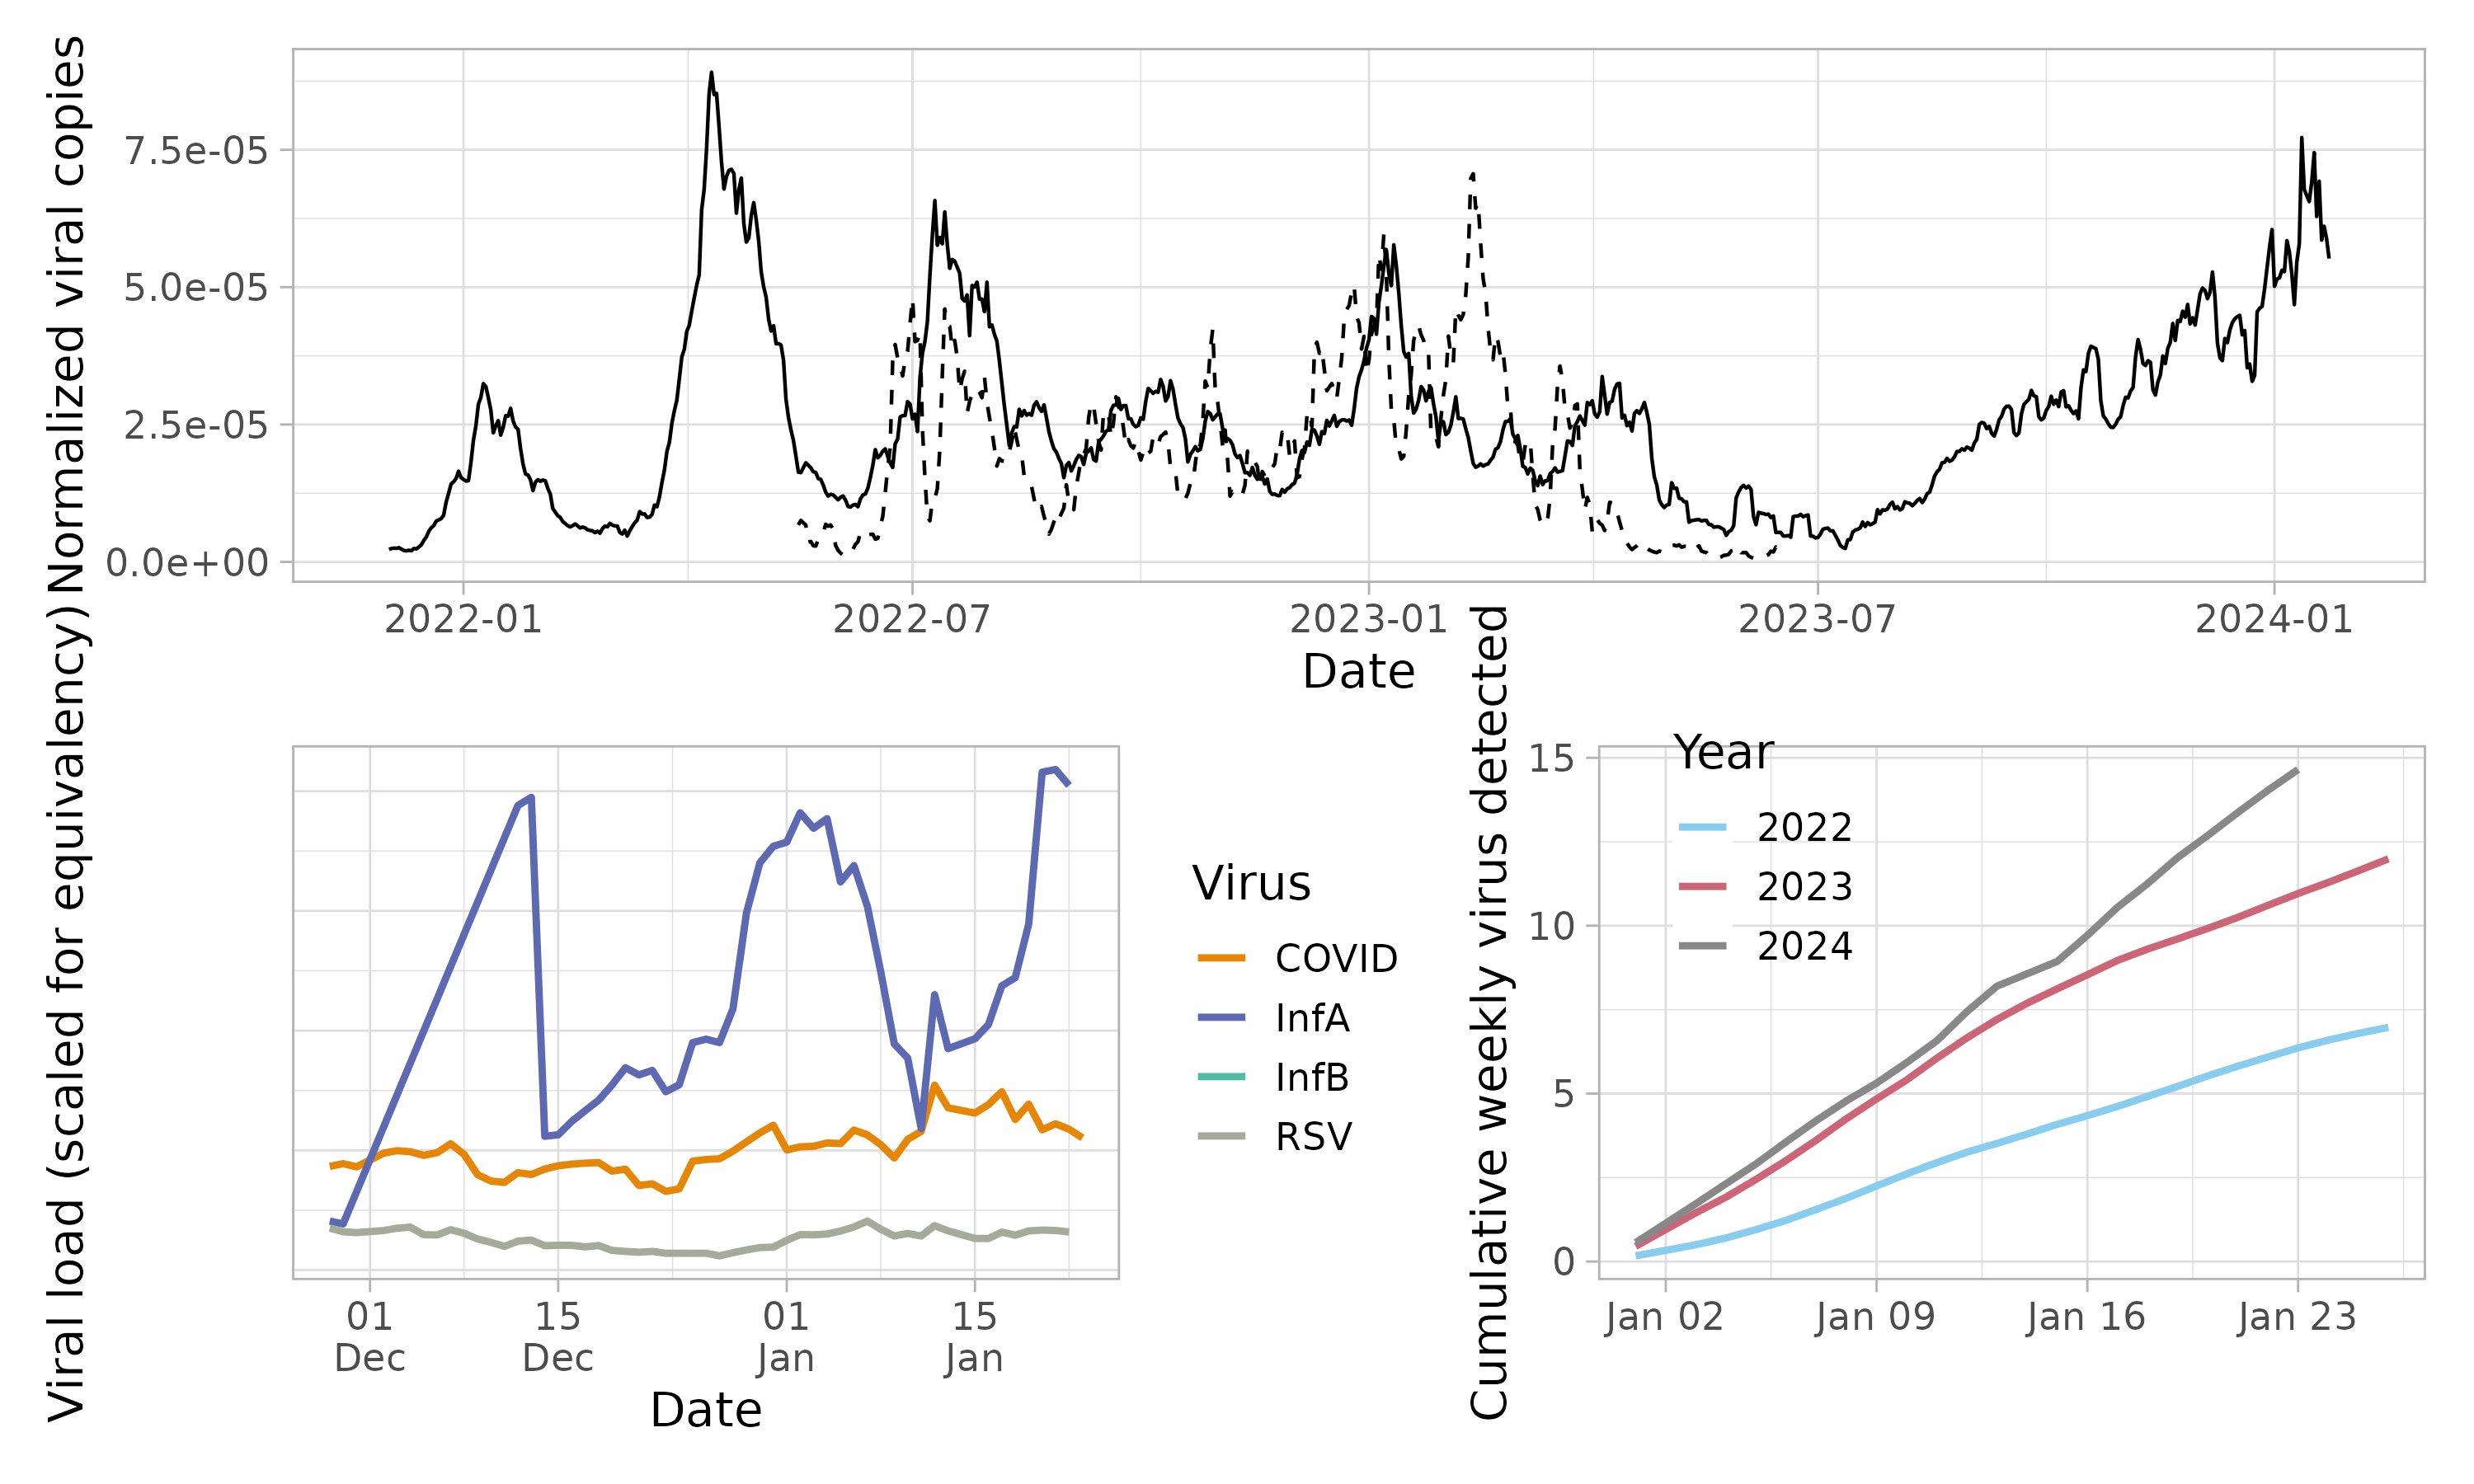 Normalized viral copies
7.5e-05
5.0e-05
2.5e-05
0.0e+00
2022-01
2022-07
2023-01
2023-07
2024-01
Date
Viral load (scaled for equivalency)
01
Dec
15
Dec
01
Jan
15
Jan
Date
Virus
COVID
InfA
InfB
RSV
Cumulative weekly virus detected
15
10
5
0
Year
2022
2023
2024
Jan 02
Jan 09
Jan 16
Jan 23